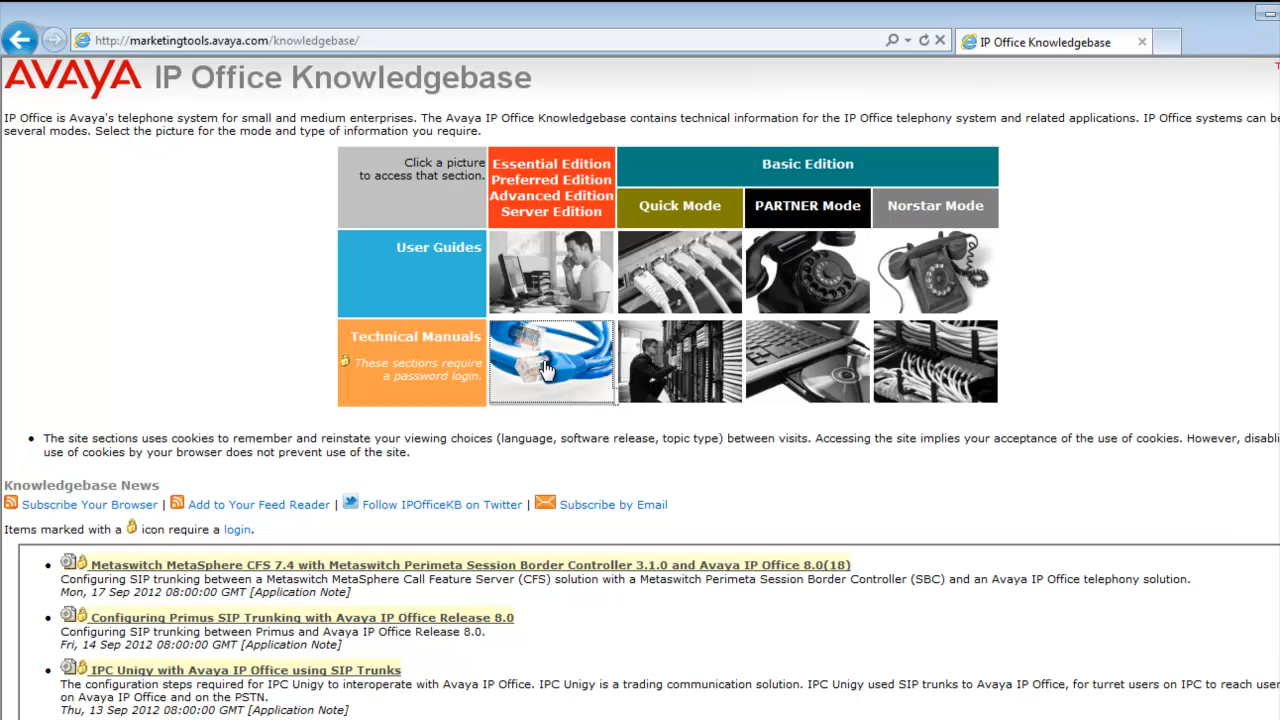 http://marketingtools.avaya.com/knowledgebase/
IP Office Knowledgebase
AVAYA IP Office Knowledgebase
IP Office is Avaya's telephone system for small and medium enterprises. The Avaya IP Office Knowledgebase contains technical information for the IP Office telephony system and related applications. IP Office systems can be
several modes. Select the picture for the mode and type of information you require.
Click a picture
to access that section.
Essential Edition
Preferred Edition
Advanced Edition
Server Edition
Basic Edition
Quick Mode
PARTNER Mode
Norstar Mode
User Guides
Technical Manuals
These sections require
a password login.
• The site sections uses cookies to remember and reinstate your viewing choices (language, software release, topic type) between visits. Accessing the site implies your acceptance of the use of cookies. However, disabli
use of cookies by your browser does not prevent use of the site.
Knowledgebase News
Subscribe Your Browser | Add to Your Feed Reader | Follow IPOfficeKB on Twitter | Subscribe by Email
Items marked with a icon require a login.
• Metaswitch MetaSphere CFS 7.4 with Metaswitch Perimeta Session Border Controller 3.1.0 and Avaya IP Office 8.0(18)
Configuring SIP trunking between a Metaswitch MetaSphere Call Feature Server (CFS) solution with a Metaswitch Perimeta Session Border Controller (SBC) and an Avaya IP Office telephony solution.
Mon, 17 Sep 2012 08:00:00 GMT [Application Note]
• Configuring Primus SIP Trunking with Avaya IP Office Release 8.0
Configuring SIP trunking between Primus and Avaya IP Office Release 8.0.
Fri, 14 Sep 2012 08:00:00 GMT [Application Note]
• IPC Unigy with Avaya IP Office using SIP Trunks
The configuration steps required for IPC Unigy to interoperate with Avaya IP Office. IPC Unigy is a trading communication solution. IPC Unigy used SIP trunks to Avaya IP Office, for turret users on IPC to reach user
on Avaya IP Office and on the PSTN.
Thu, 13 Sep 2012 08:00:00 GMT [Application Note]